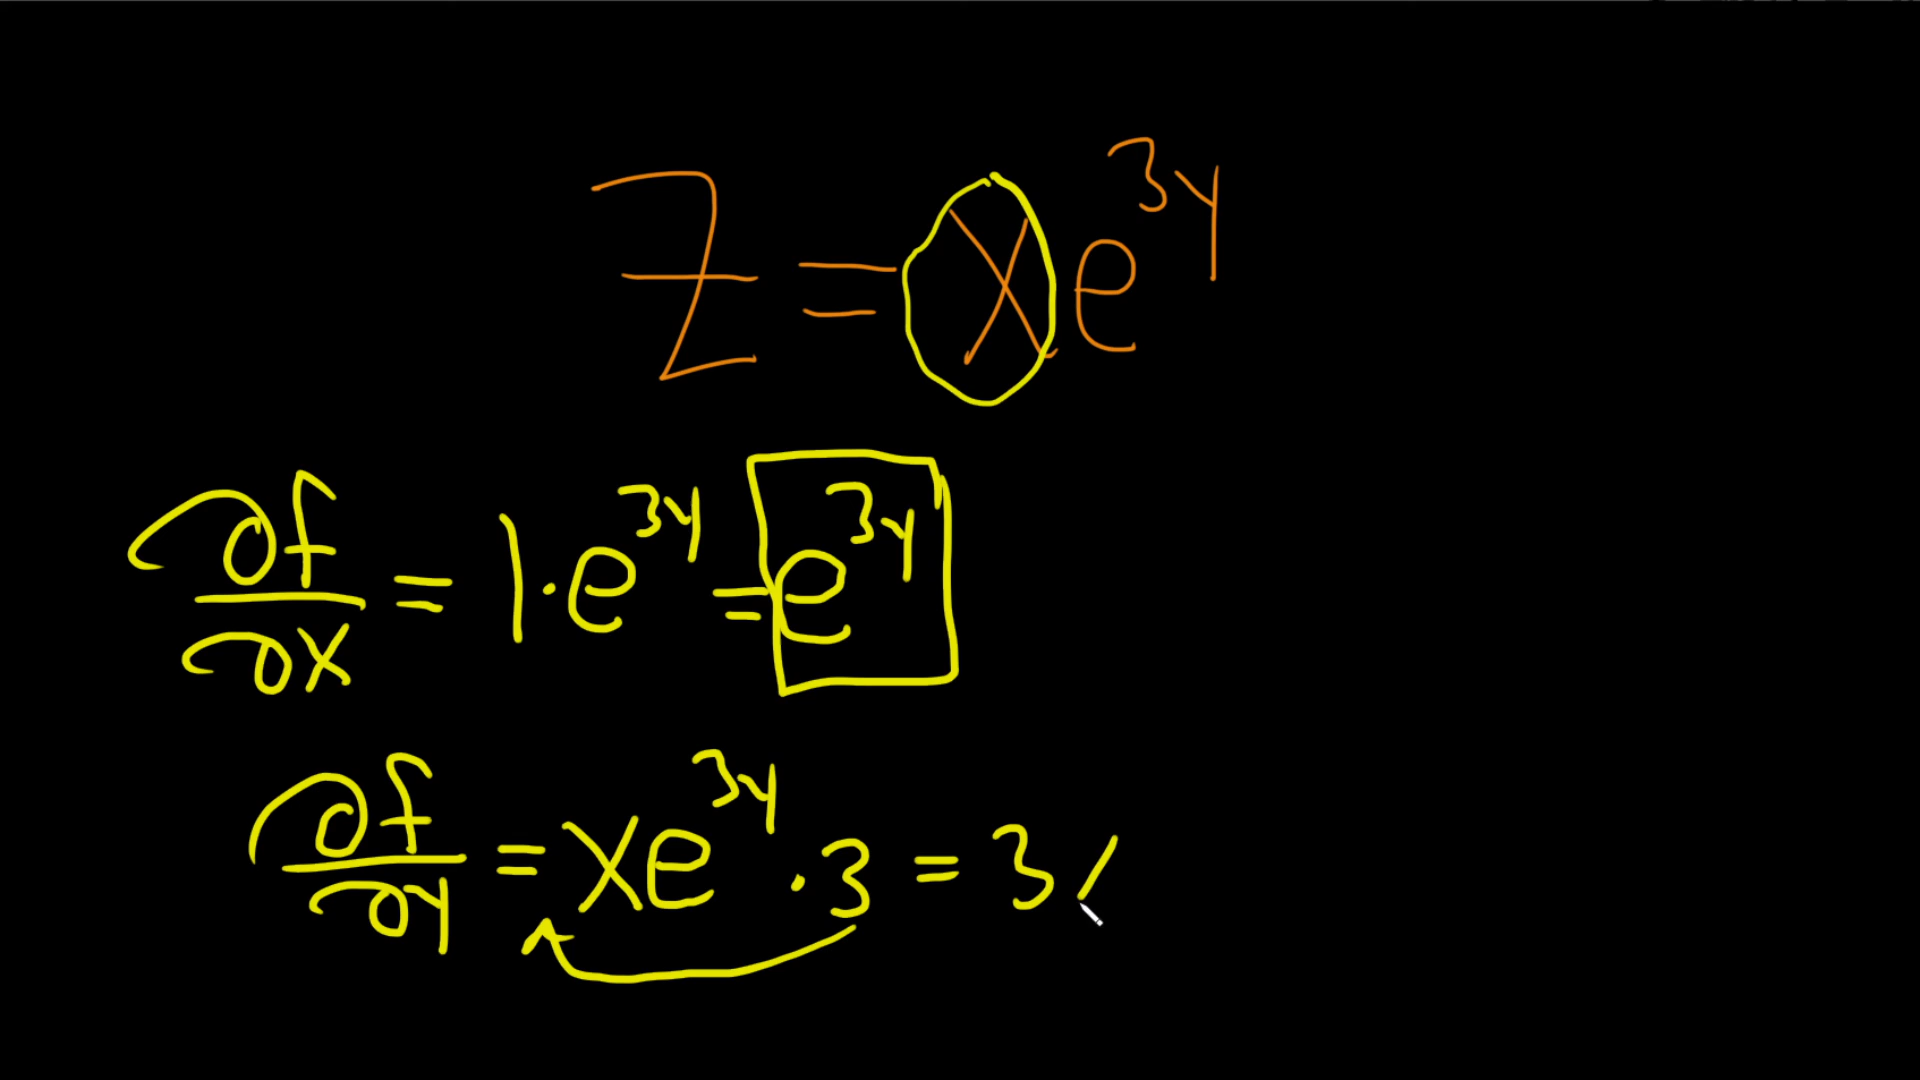 z = xe^{3y}
∂f/∂x = 1·e^{3y} = e^{3y}
∂f/∂y = xe^{3y}·3 = 3